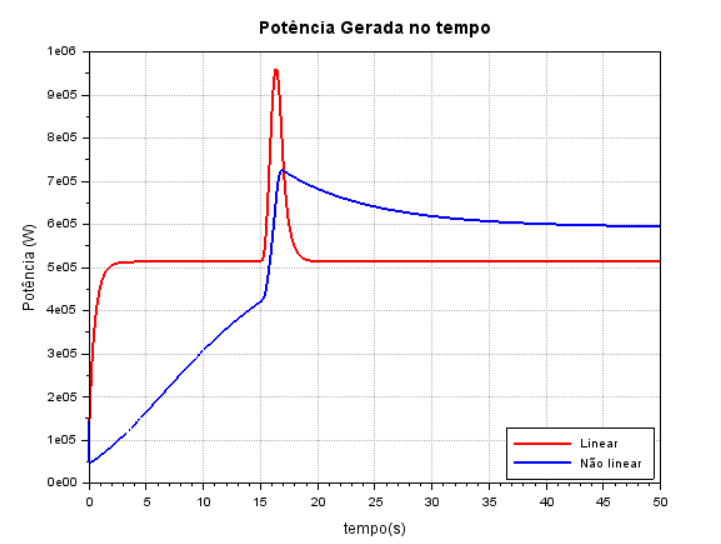 Potência Gerada no tempo
1e06
9e05
8e05
7e05
6e05
5e05
4e05
3e05
2e05
1e05
0e00
Potência (W)
0 5 10 15 20 25 30 35 40 45 50
tempo(s)
Linear
Não linear